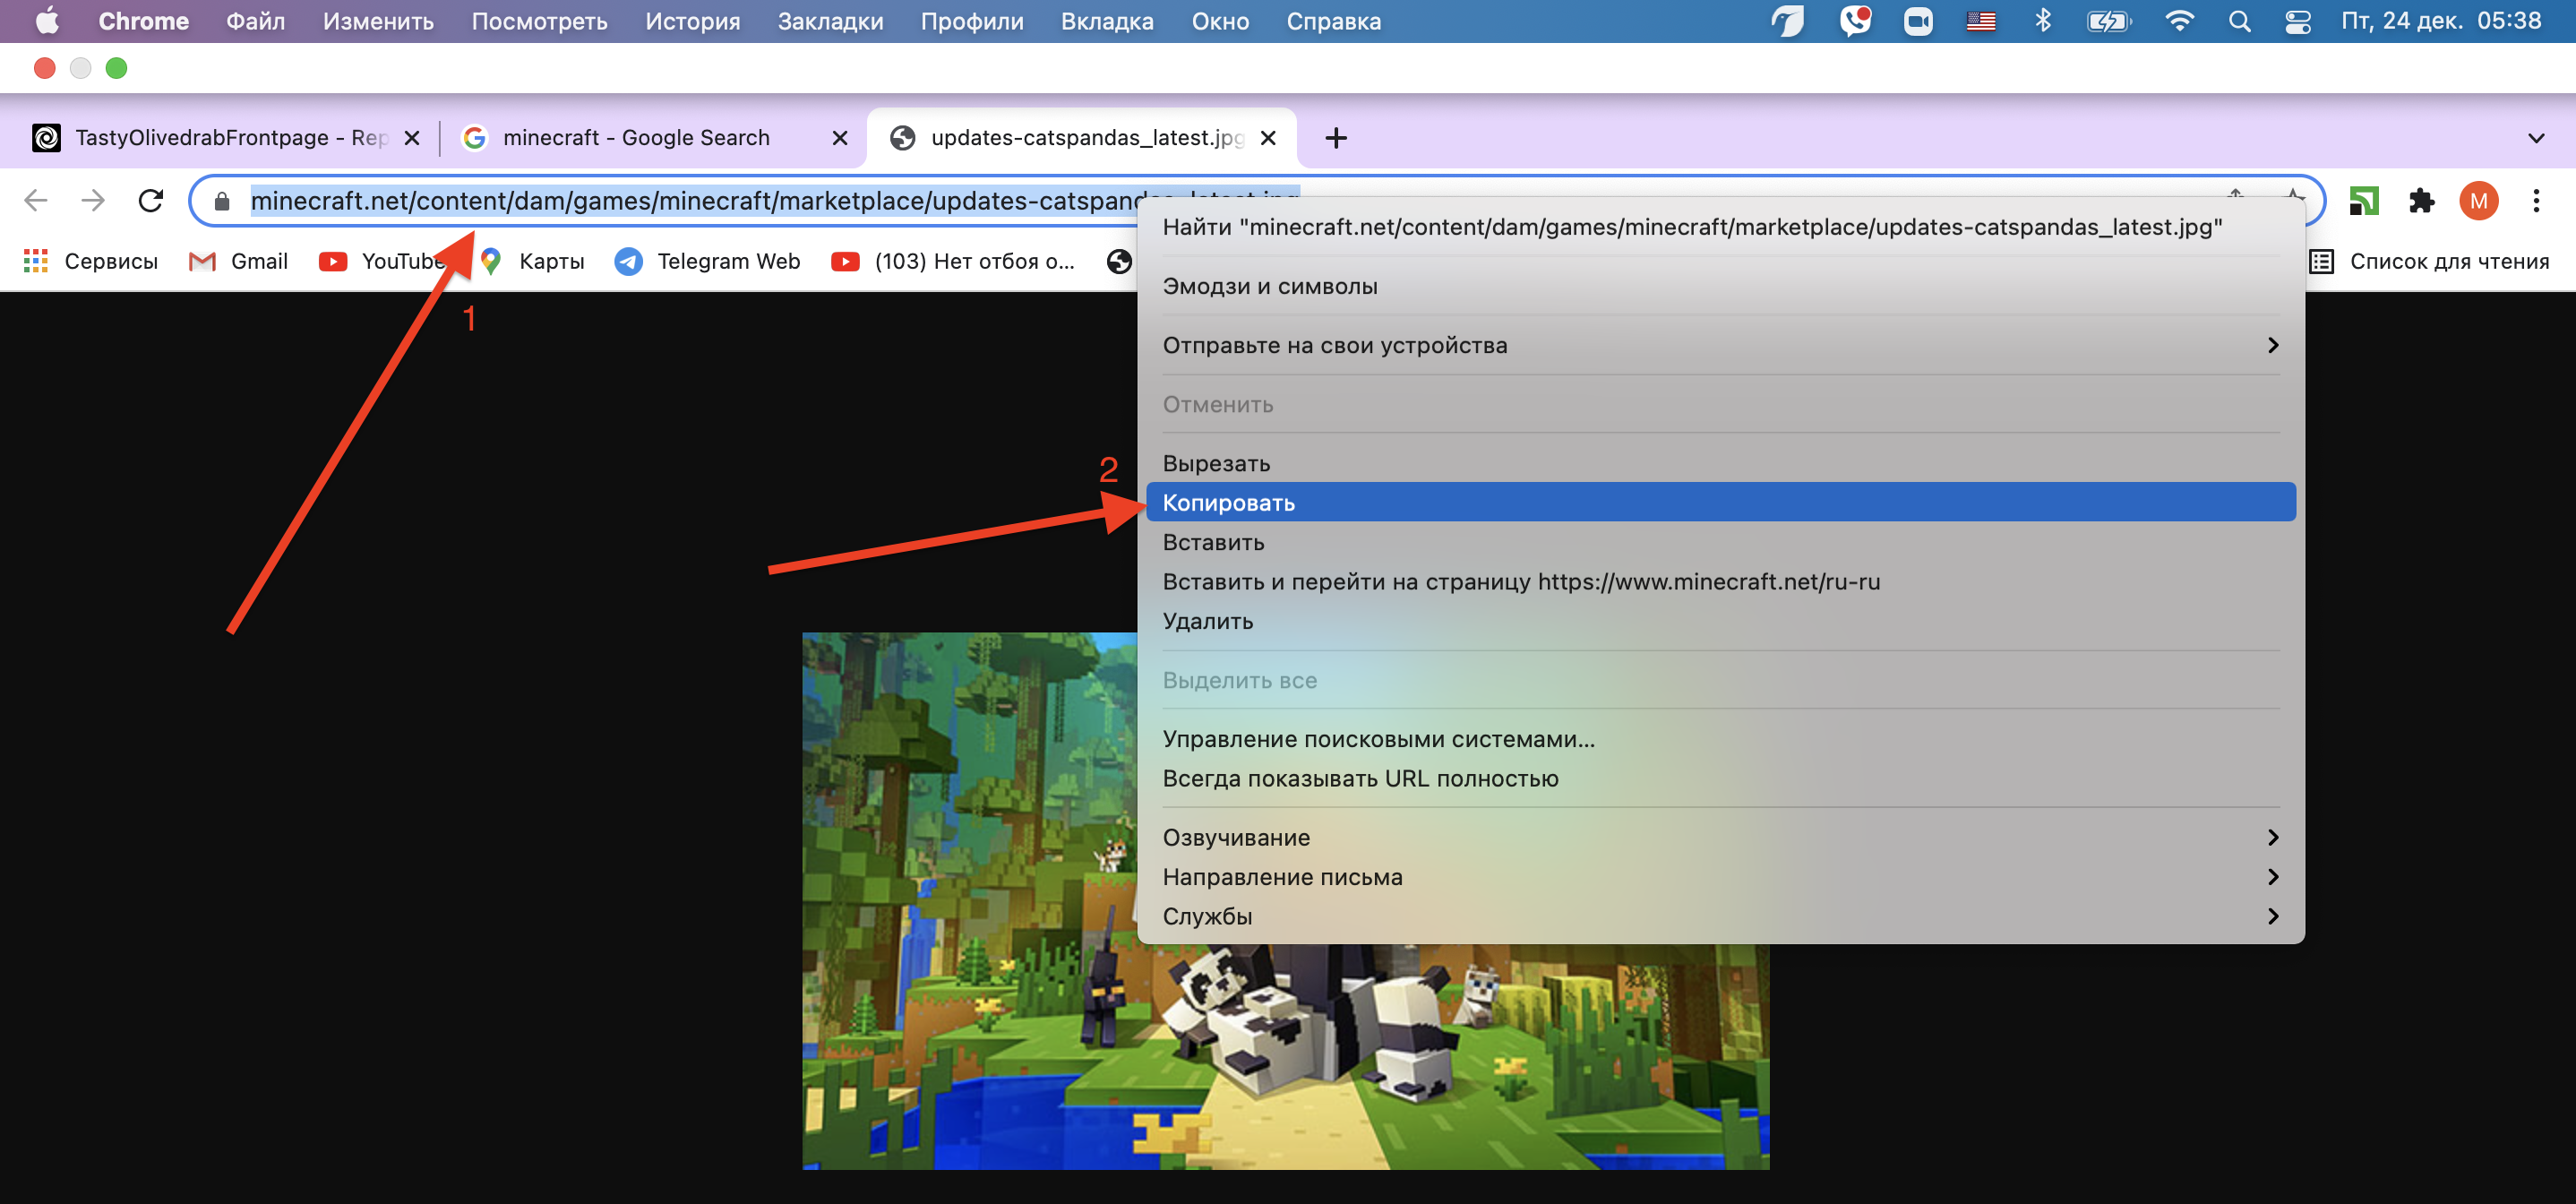 Chrome Файл Изменить Посмотреть История Закладки Профили Вкладка Окно Справка Пт, 24 дек. 05:38
TastyOlivedrabFrontpage - Rep minecraft - Google Search updates-catspandas_latest.jpg
minecraft.net/content/dam/games/minecraft/marketplace/updates-catspandas_latest.jpg M
Сервисы Gmail YouTube Карты Telegram Web (103) Нет отбоя о... Список для чтения
1
2
Найти "minecraft.net/content/dam/games/minecraft/marketplace/updates-catspandas_latest.jpg"
Эмодзи и символы
Отправьте на свои устройства
Отменить
Вырезать
Копировать
Вставить
Вставить и перейти на страницу https://www.minecraft.net/ru-ru
Удалить
Выделить все
Управление поисковыми системами...
Всегда показывать URL полностью
Озвучивание
Направление письма
Службы